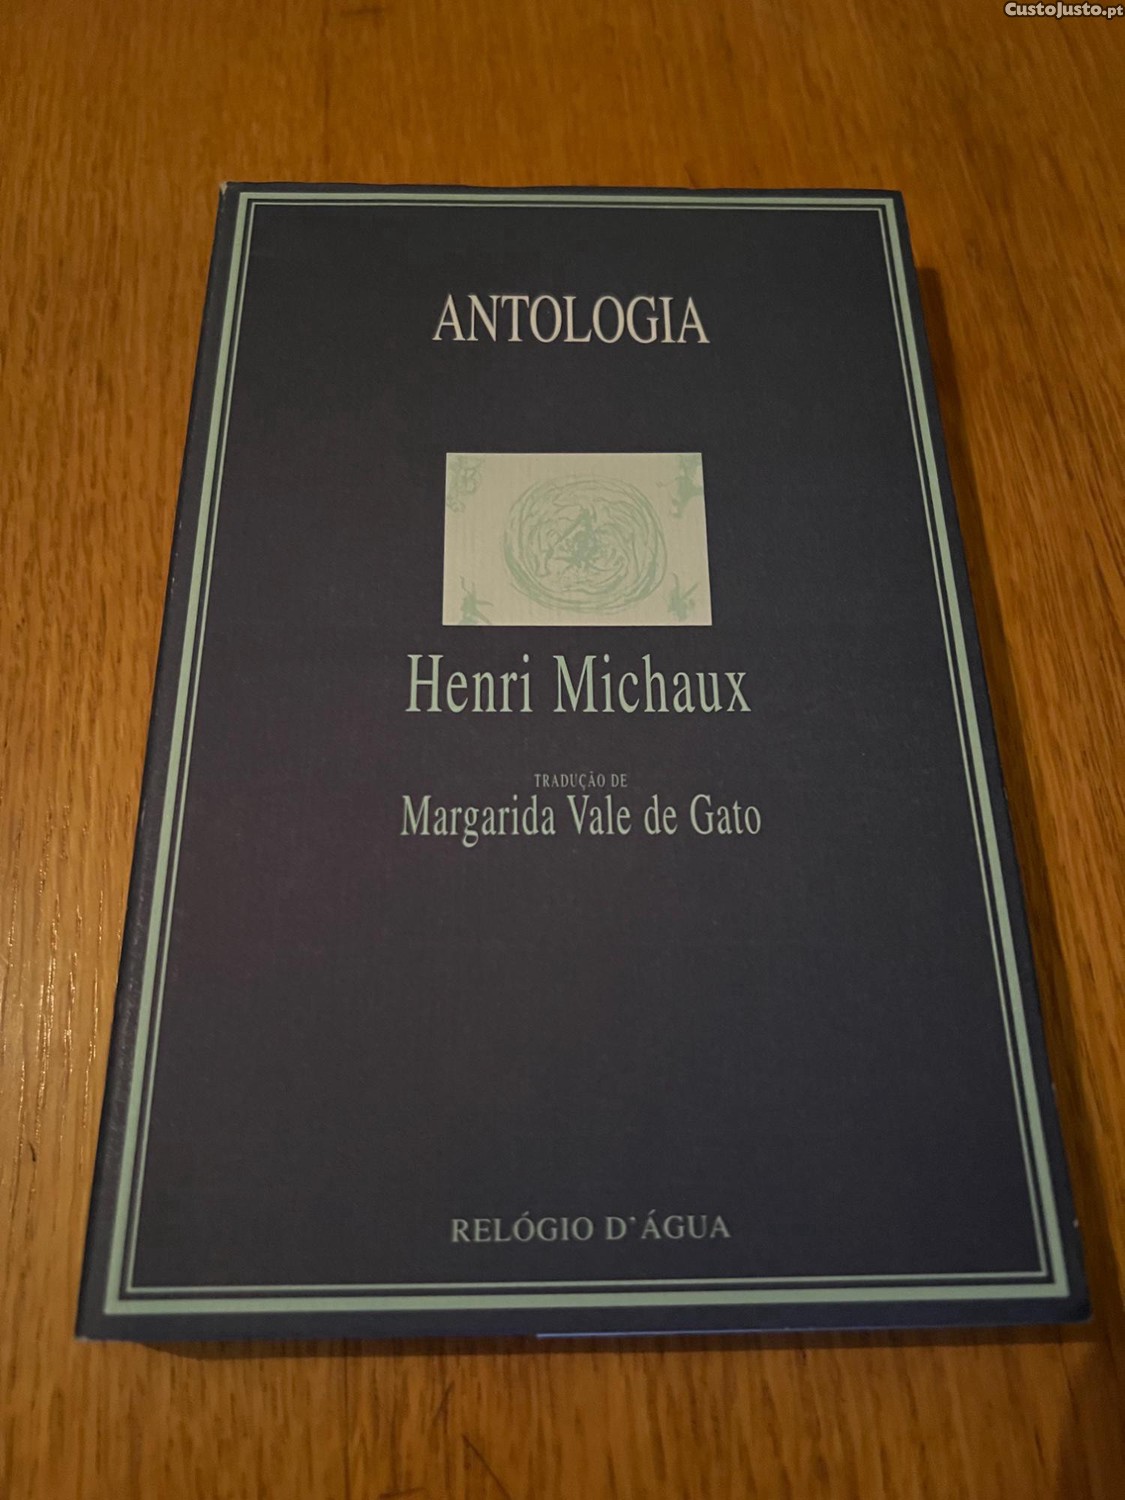 CustoJusto.pt
ANTOLOGIA
Henri Michaux
TRADUÇÃO DE
Margarida Vale de Gato
RELÓGIO D'ÁGUA